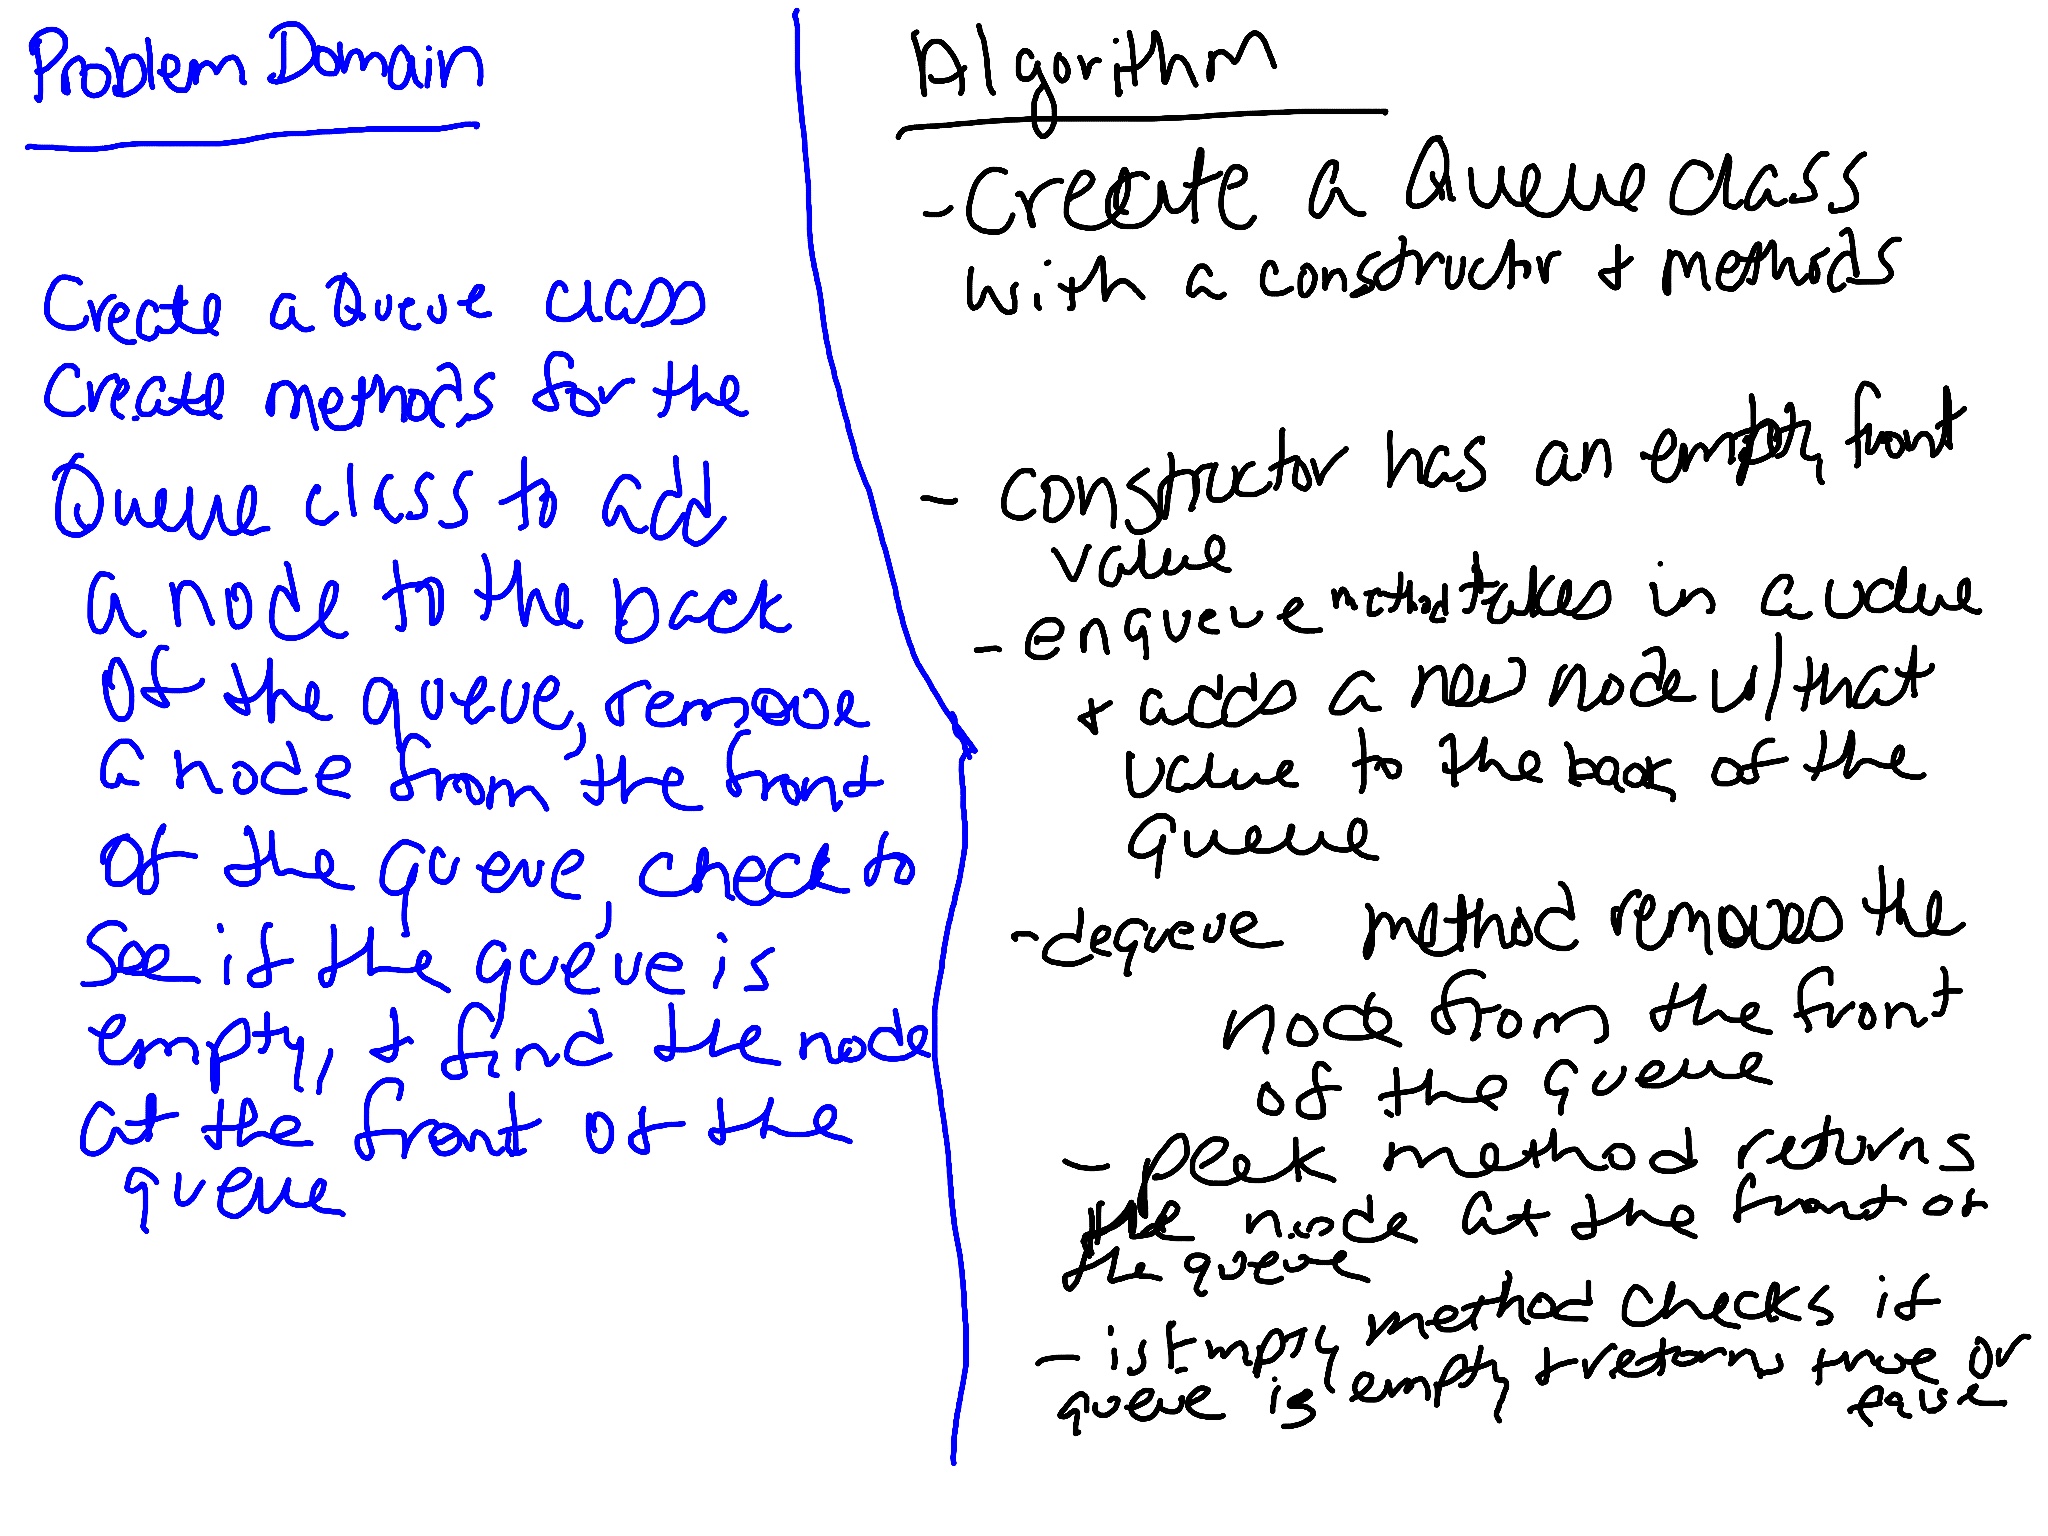 Problem Domain
Create a Queue class
Create methods for the
Queue class to add
a node to the back
of the queue, remove
a node from the front
of the queue, check to
see if the queue is
empty, + find the node
at the front of the
queue
Algorithm
- Create a Queue class
with a constructor + methods
- constructor has an empty front
value
- enqueue method takes in a value
+ adds a new node w/ that
value to the back of the
queue
- dequeue method removes the
node from the front
of the queue
- peek method returns
the node at the front of
the queue
- isEmpty method checks if
queue is empty + returns true or
false